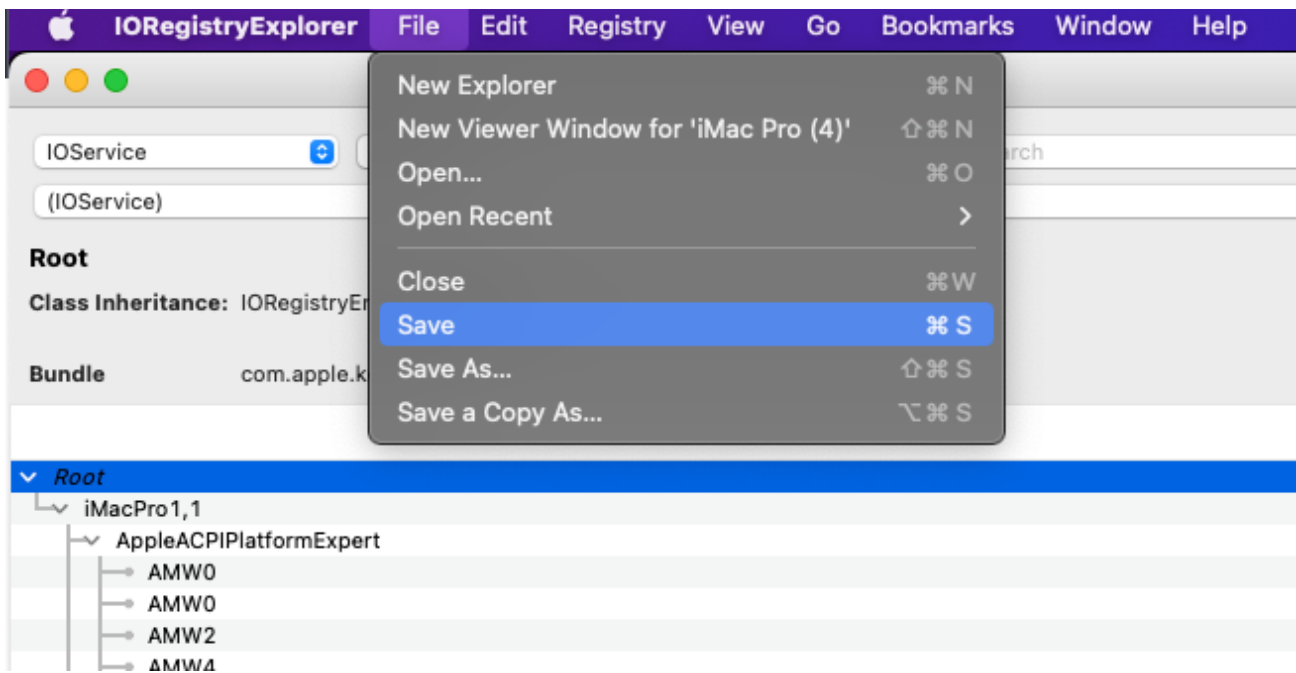 IORegistryExplorer File Edit Registry View Go Bookmarks Window Help
New Explorer ⌘ N
New Viewer Window for 'iMac Pro (4)' ⇧⌘ N
Open... ⌘ O
Open Recent
Close ⌘ W
Save ⌘ S
Save As... ⇧⌘ S
Save a Copy As... ⌥⌘ S
IOService
(IOService)
Root
Class Inheritance: IORegistryEr
Bundle com.apple.k
Root
iMacPro1,1
AppleACPIPlatformExpert
AMW0
AMW0
AMW2
AMW4